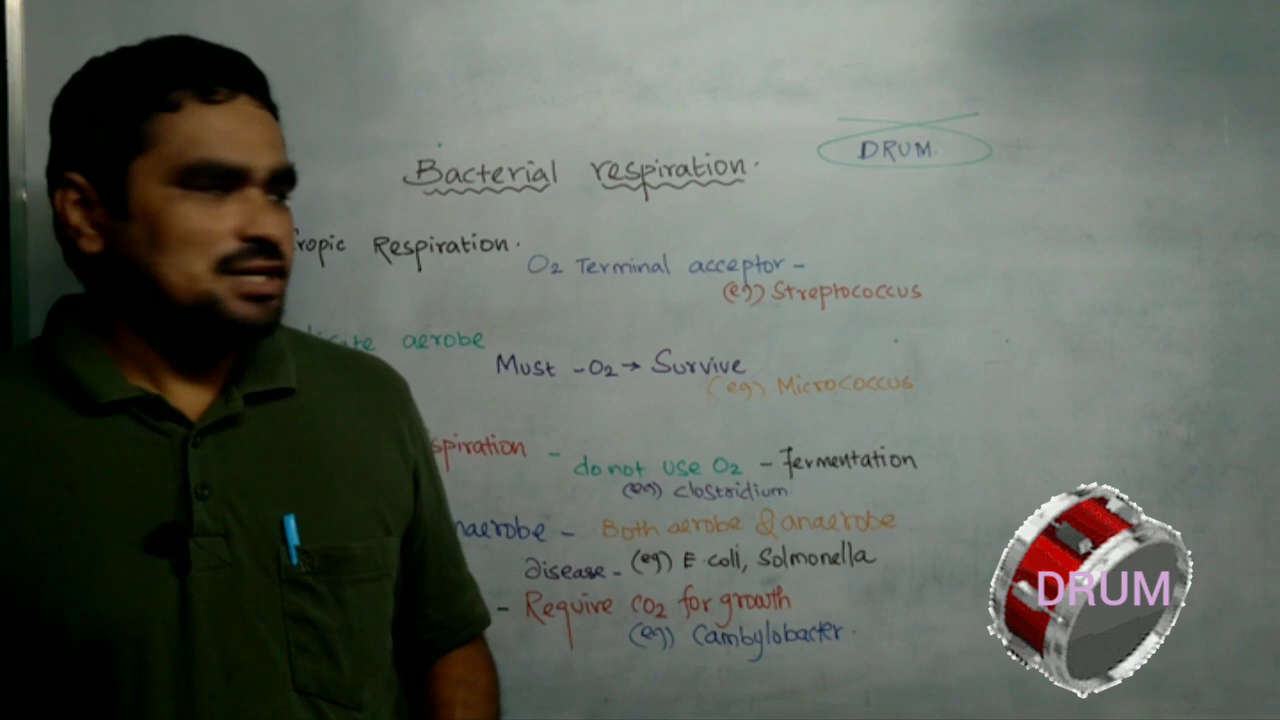 DRUM.
Bacterial respiration.
ropic Respiration.
O2 Terminal acceptor -
(eg) Streptococcus
licate aerobe
Must - O2 → Survive
(eg) Micrococcus
spiration - do not use O2 - fermentation
(eg) clostridium.
naerobe - Both aerobe & anaerobe
disease - (eg) E coli, Solmonella
- Require CO2 for growth
(eg) Cambylobacter.
DRUM